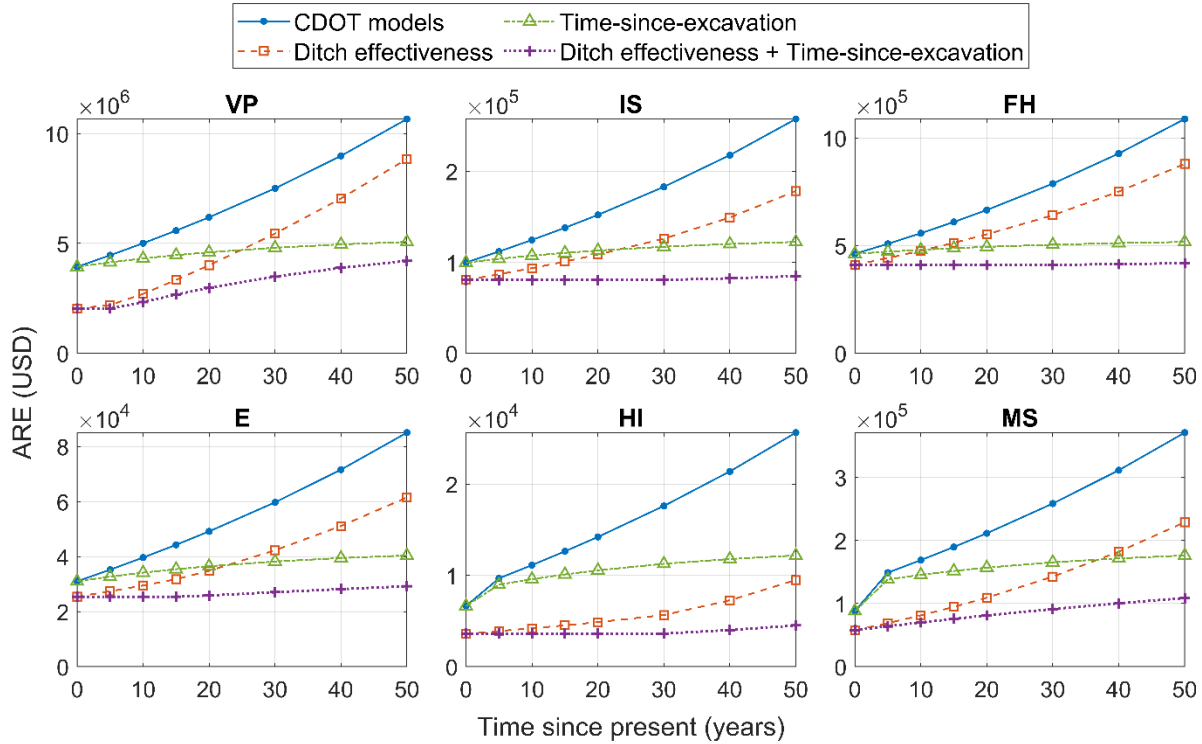 CDOT models
Time-since-excavation
Ditch effectiveness
Ditch effectiveness + Time-since-excavation
ARE (USD)
VP
×10^6
10
5
0
0 10 20 30 40 50
IS
×10^5
2
1
0
0 10 20 30 40 50
FH
×10^5
10
5
0
0 10 20 30 40 50
E
×10^4
8
6
4
2
0
0 10 20 30 40 50
HI
×10^4
2
1
0
0 10 20 30 40 50
MS
×10^5
3
2
1
0
0 10 20 30 40 50
Time since present (years)